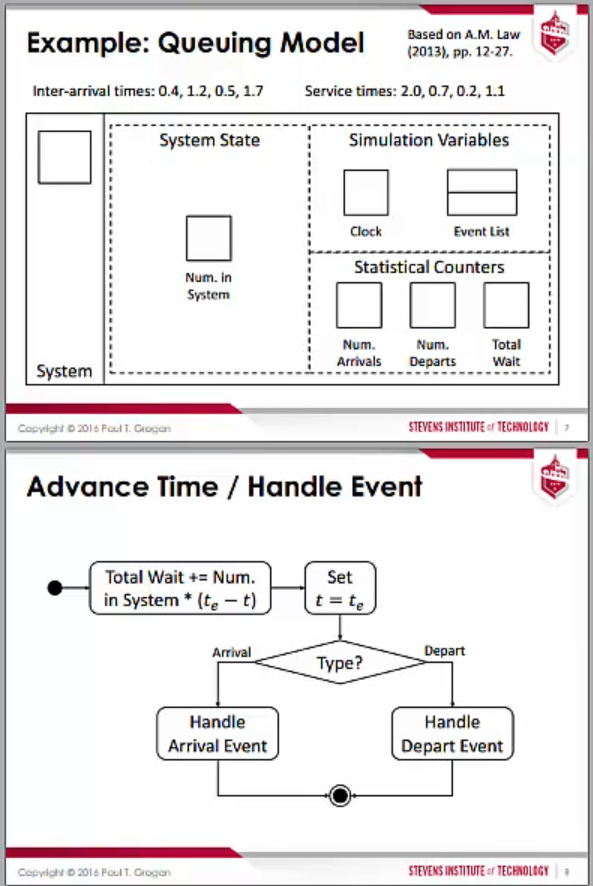 Example: Queuing Model
Based on A.M. Law
(2013), pp. 12-27.
Inter-arrival times: 0.4, 1.2, 0.5, 1.7
Service times: 2.0, 0.7, 0.2, 1.1
System
System State
Num. in
System
Simulation Variables
Clock
Event List
Statistical Counters
Num.
Arrivals
Num.
Departs
Total
Wait
Copyright © 2016 Paul T. Grogan
STEVENS INSTITUTE of TECHNOLOGY
7
Advance Time / Handle Event
Total Wait += Num.
in System * (tₑ − t)
Set
t = tₑ
Type?
Arrival
Depart
Handle
Arrival Event
Handle
Depart Event
Copyright © 2016 Paul T. Grogan
STEVENS INSTITUTE of TECHNOLOGY
8